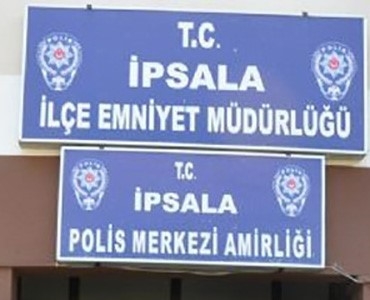 T.C.
İPSALA
İLÇE EMNİYET MÜDÜRLÜĞÜ
T.C.
İPSALA
POLİS MERKEZİ AMİRLİĞİ